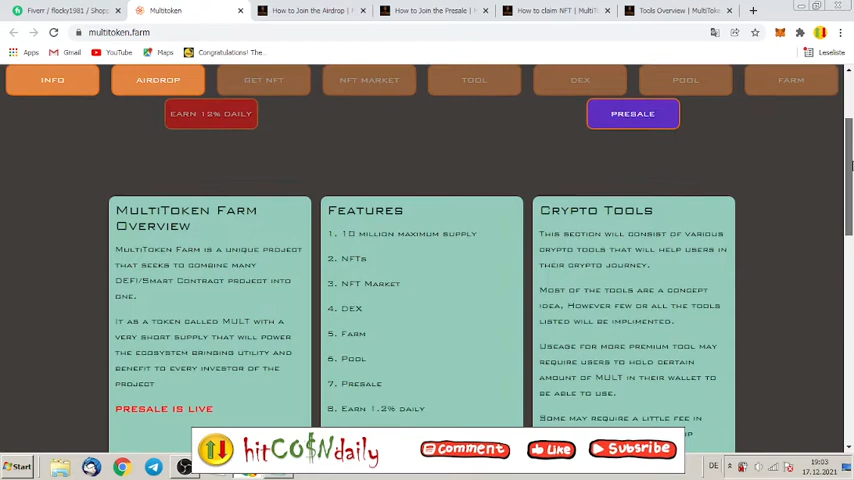 Fiverr / flocky1981 / Shopp
Multitoken
How to Join the Airdrop |
How to Join the Presale | M
How to claim NFT | MultiTo
Tools Overview | MultiToke
multitoken.farm
Apps
Gmail
YouTube
Maps
Congratulations! The...
Leseliste
INFO
AIRDROP
GET NFT
NFT MARKET
TOOL
DEX
POOL
FARM
EARN 12% DAILY
PRESALE
MultiToken Farm
Overview
MultiToken Farm is a unique project
that seeks to combine many
DEFI/Smart Contract project into
one.
It as a token called MULT with a
very short supply that will power
the ecosystem bringing utility and
benefit to every investor of the
project
PRESALE IS LIVE
Features
1. 10 million maximum supply
2. NFTs
3. NFT Market
4. DEX
5. Farm
6. Pool
7. Presale
8. Earn 1.2% daily
Crypto Tools
This section will consist of various
crypto tools that will help users in
their crypto journey.
Most of the tools are a concept
idea, However few or all the tools
listed will be implimented.
Useage for more premium tool may
require users to hold certain
amount of MULT in their wallet to
be able to use.
Some may require a little fee in
hitCO$Ndaily
Comment
Like
Subsribe
Start
DE
19:03
17.12.2021